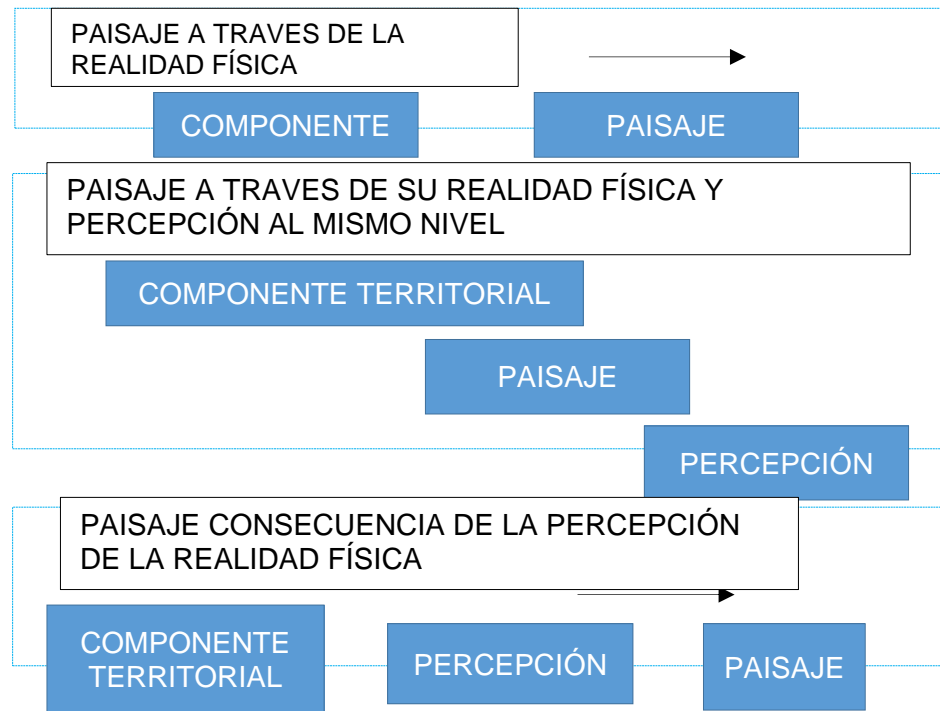 PAISAJE A TRAVES DE LA
REALIDAD FÍSICA
COMPONENTE
PAISAJE
PAISAJE A TRAVES DE SU REALIDAD FÍSICA Y
PERCEPCIÓN AL MISMO NIVEL
COMPONENTE TERRITORIAL
PAISAJE
PERCEPCIÓN
PAISAJE CONSECUENCIA DE LA PERCEPCIÓN
DE LA REALIDAD FÍSICA
COMPONENTE
TERRITORIAL
PERCEPCIÓN
PAISAJE